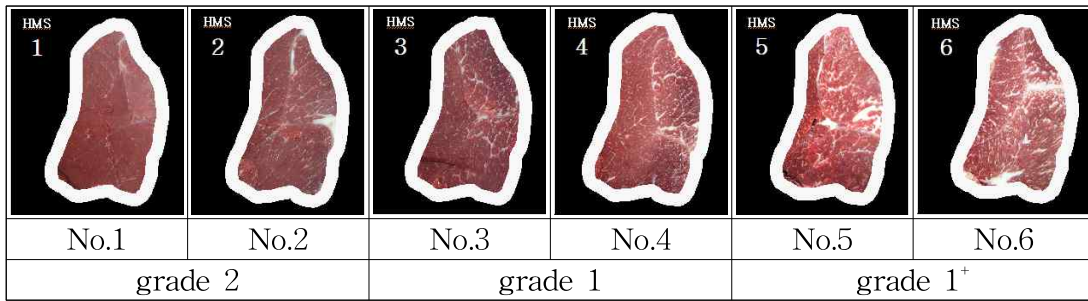 HMS HMS HMS HMS HMS HMS
1 2 3 4 5 6
No.1 No.2 No.3 No.4 No.5 No.6
grade 2 grade 1 grade 1⁺